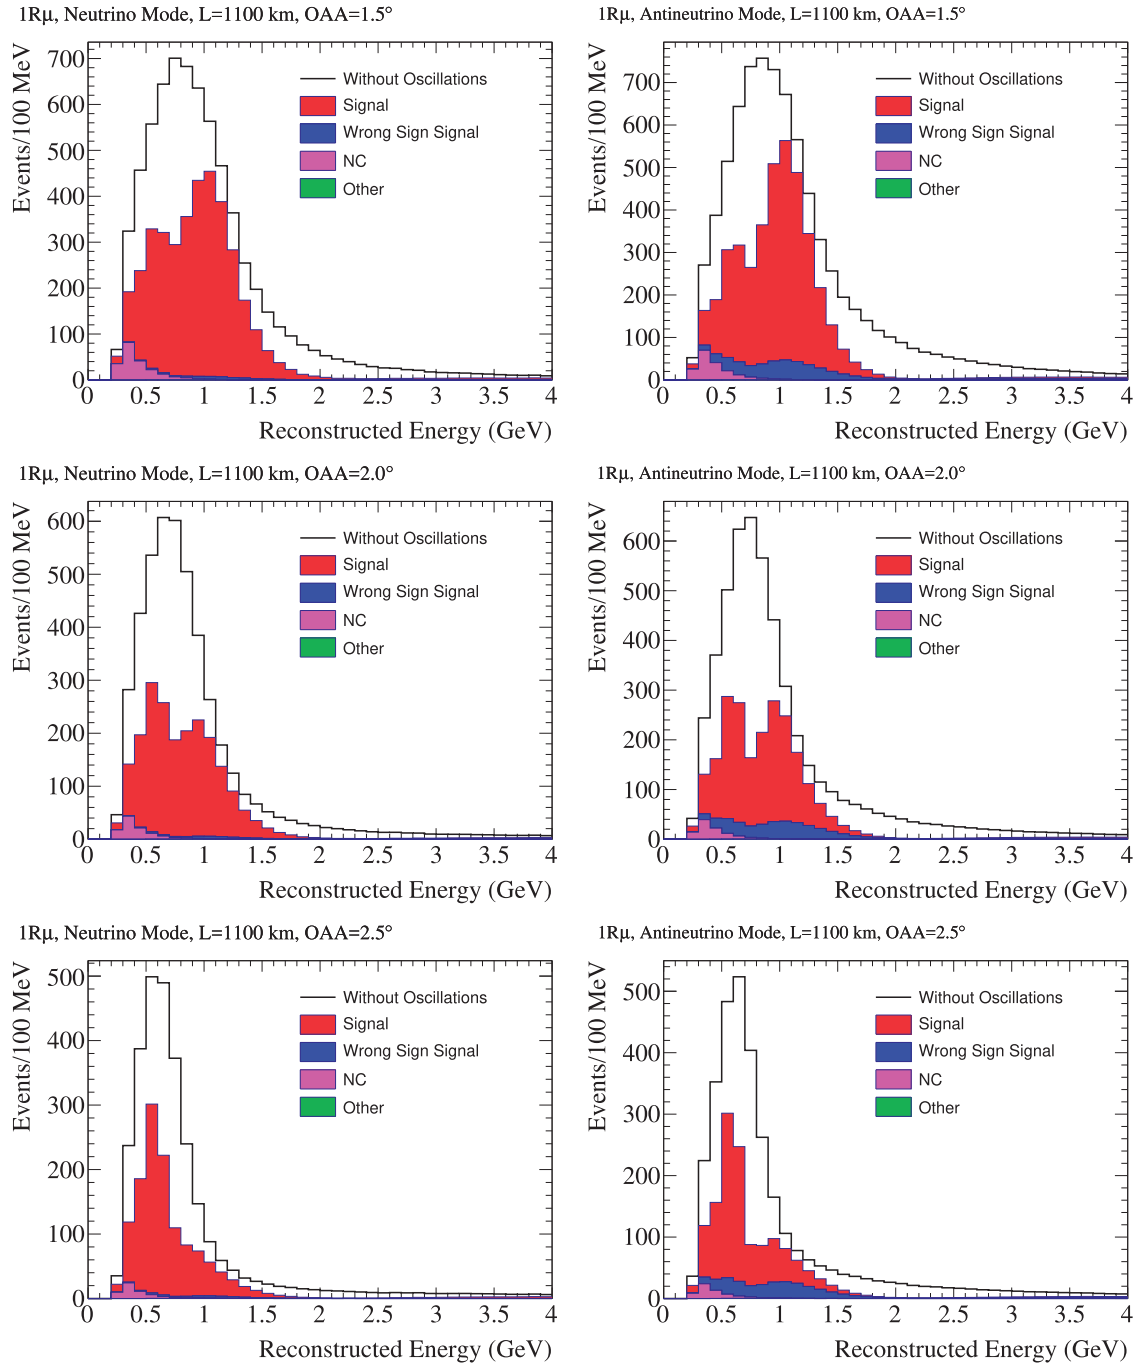 1Rμ, Neutrino Mode, L=1100 km, OAA=1.5°
Events/100 MeV
700
600
500
400
300
200
100
0
Without Oscillations
Signal
Wrong Sign Signal
NC
Other
0 0.5 1 1.5 2 2.5 3 3.5 4
Reconstructed Energy (GeV)
1Rμ, Antineutrino Mode, L=1100 km, OAA=1.5°
Events/100 MeV
700
600
500
400
300
200
100
0
Without Oscillations
Signal
Wrong Sign Signal
NC
Other
0 0.5 1 1.5 2 2.5 3 3.5 4
Reconstructed Energy (GeV)
1Rμ, Neutrino Mode, L=1100 km, OAA=2.0°
Events/100 MeV
600
500
400
300
200
100
0
Without Oscillations
Signal
Wrong Sign Signal
NC
Other
0 0.5 1 1.5 2 2.5 3 3.5 4
Reconstructed Energy (GeV)
1Rμ, Antineutrino Mode, L=1100 km, OAA=2.0°
Events/100 MeV
600
500
400
300
200
100
0
Without Oscillations
Signal
Wrong Sign Signal
NC
Other
0 0.5 1 1.5 2 2.5 3 3.5 4
Reconstructed Energy (GeV)
1Rμ, Neutrino Mode, L=1100 km, OAA=2.5°
Events/100 MeV
500
400
300
200
100
0
Without Oscillations
Signal
Wrong Sign Signal
NC
Other
0 0.5 1 1.5 2 2.5 3 3.5 4
Reconstructed Energy (GeV)
1Rμ, Antineutrino Mode, L=1100 km, OAA=2.5°
Events/100 MeV
500
400
300
200
100
0
Without Oscillations
Signal
Wrong Sign Signal
NC
Other
0 0.5 1 1.5 2 2.5 3 3.5 4
Reconstructed Energy (GeV)